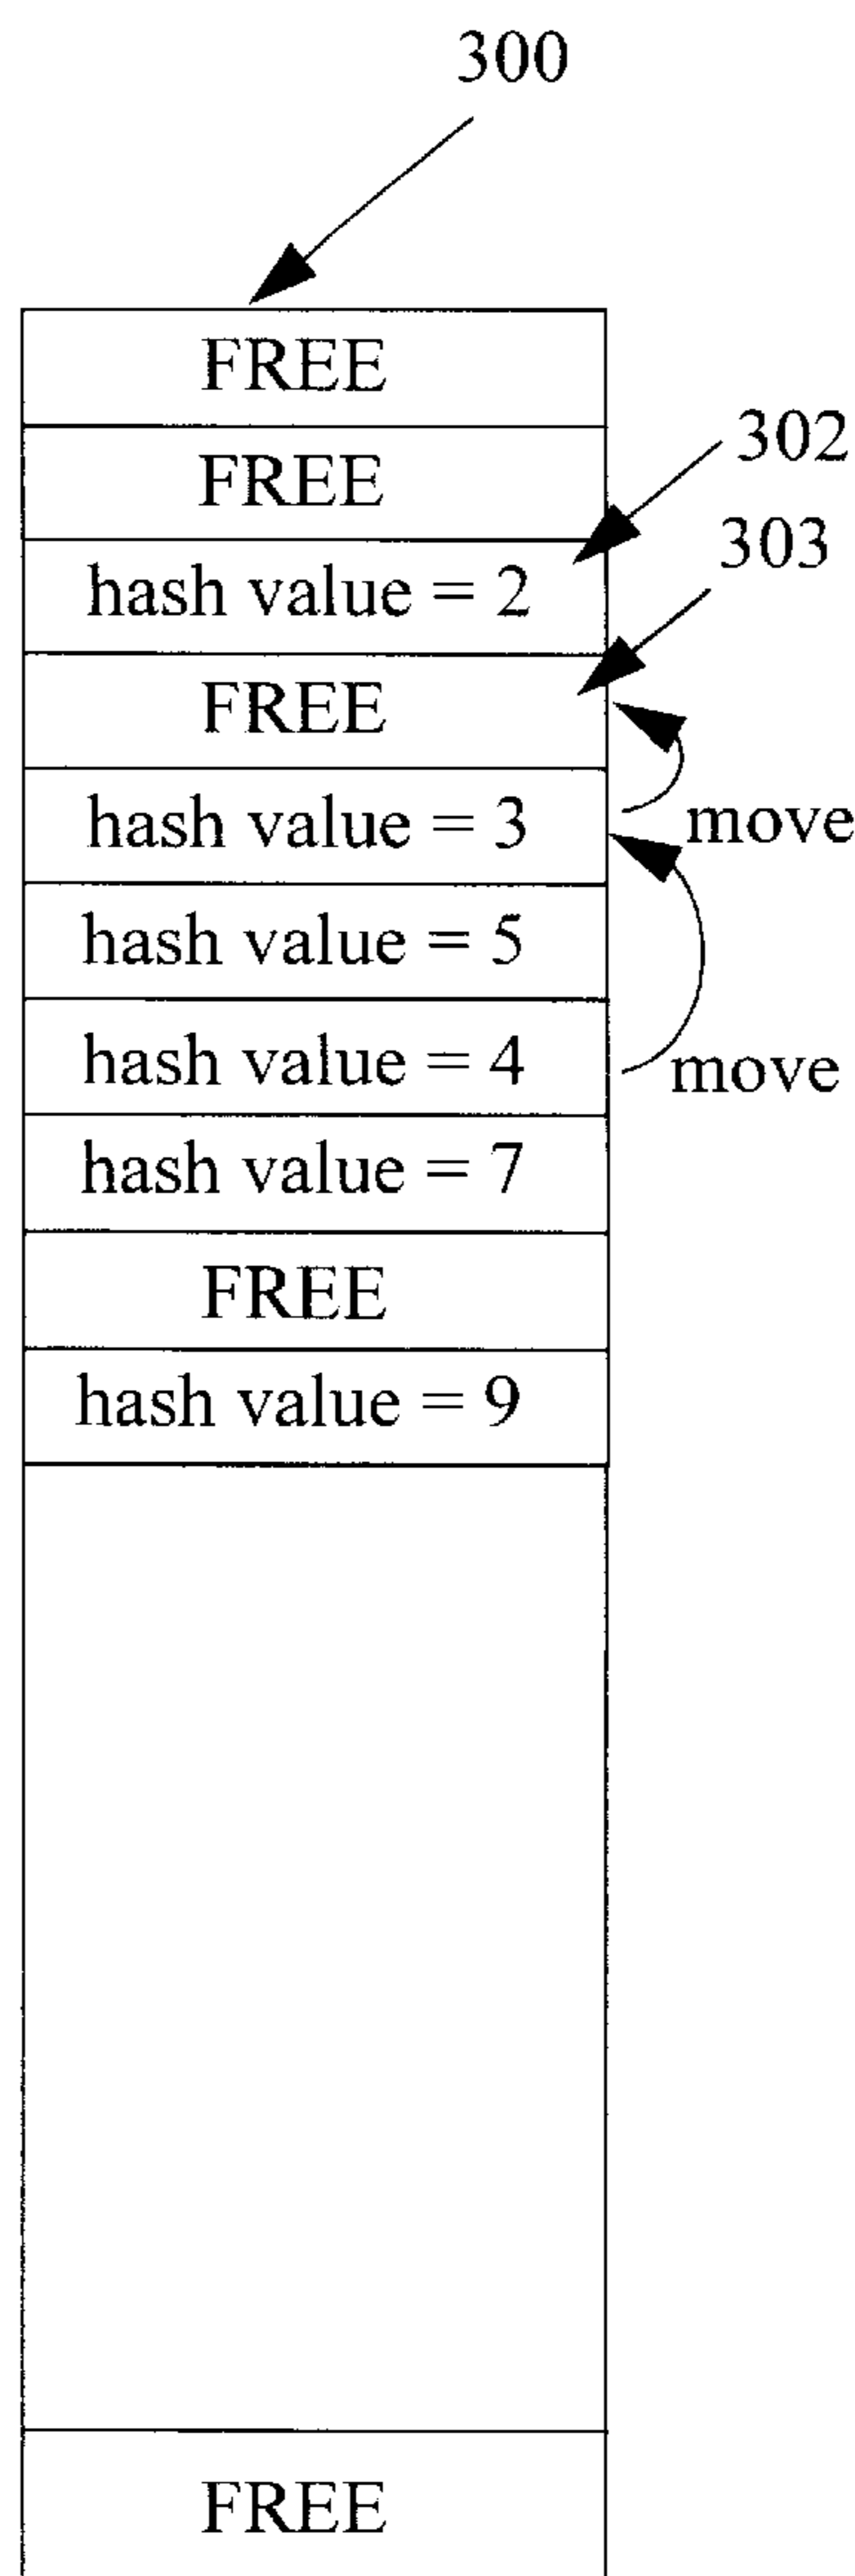 300
FREE
302
FREE
303
hash value = 2
FREE
hash value = 3
move
hash value = 5
hash value = 4
move
hash value = 7
FREE
hash value = 9
FREE